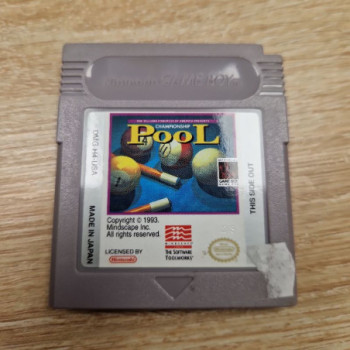 Nintendo GAME BOY
THE BILLIARD CONGRESS OF AMERICA PRESENTS
CHAMPIONSHIP
POOL
DMG-H4-USA
MADE IN JAPAN
THIS SIDE OUT
Copyright © 1993.
Mindscape Inc.
All rights reserved.
LICENSED BY
Nintendo
MINDSCAPE
THE SOFTWARE
TOOLWORKS